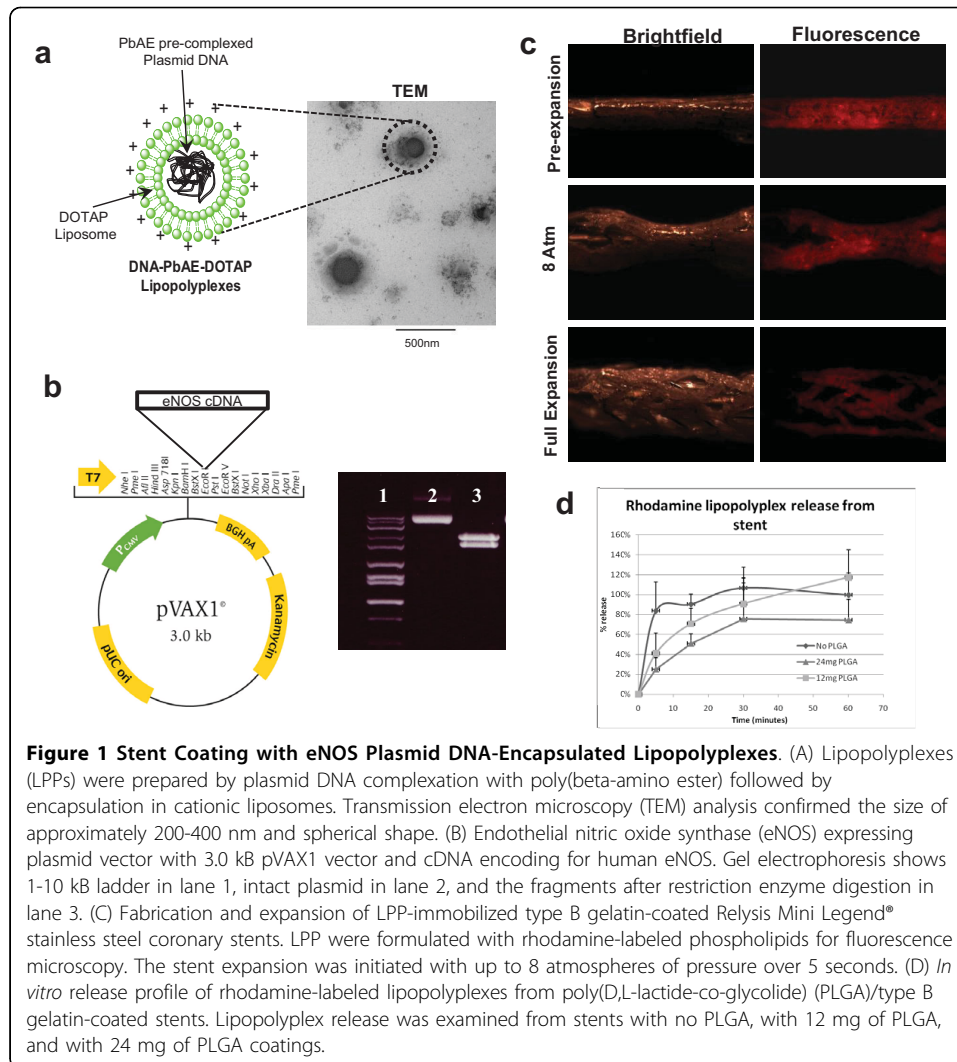 a
PbAE pre-complexed
Plasmid DNA
TEM
DOTAP
Liposome
DNA-PbAE-DOTAP
Lipopolyplexes
500nm
b
eNOS cDNA
T7
Nhe I
Pme I
Afl II
Hind III
Asp 718I
Kpn I
BamH I
BstX I
EcoR I
Pst I
EcoR V
BstX I
Not I
Xho I
Xba I
Dra II
Apa I
Pme I
PCMV
BGH pA
pVAX1©
3.0 kb
Kanamycin
pUC ori
1 2 3
c
Brightfield Fluorescence
Pre-expansion
8 Atm
Full Expansion
d
Rhodamine lipopolyplex release from
stent
% release
160%
140%
120%
100%
80%
60%
40%
20%
0%
No PLGA
24mg PLGA
12mg PLGA
0 10 20 30 40 50 60 70
Time (minutes)
Figure 1 Stent Coating with eNOS Plasmid DNA-Encapsulated Lipopolyplexes. (A) Lipopolyplexes
(LPPs) were prepared by plasmid DNA complexation with poly(beta-amino ester) followed by
encapsulation in cationic liposomes. Transmission electron microscopy (TEM) analysis confirmed the size of
approximately 200-400 nm and spherical shape. (B) Endothelial nitric oxide synthase (eNOS) expressing
plasmid vector with 3.0 kB pVAX1 vector and cDNA encoding for human eNOS. Gel electrophoresis shows
1-10 kB ladder in lane 1, intact plasmid in lane 2, and the fragments after restriction enzyme digestion in
lane 3. (C) Fabrication and expansion of LPP-immobilized type B gelatin-coated Relysis Mini Legend®
stainless steel coronary stents. LPP were formulated with rhodamine-labeled phospholipids for fluorescence
microscopy. The stent expansion was initiated with up to 8 atmospheres of pressure over 5 seconds. (D) In
vitro release profile of rhodamine-labeled lipopolyplexes from poly(D,L-lactide-co-glycolide) (PLGA)/type B
gelatin-coated stents. Lipopolyplex release was examined from stents with no PLGA, with 12 mg of PLGA,
and with 24 mg of PLGA coatings.